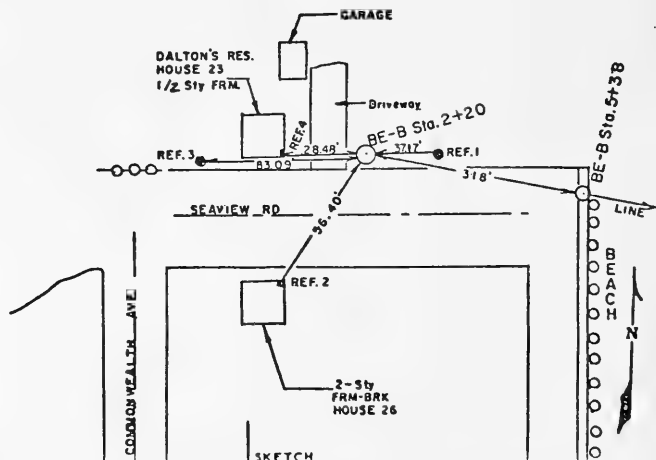 GARAGE
DALTON'S RES.
HOUSE 23
1/2 Sty FRM.
Driveway
BE-B Sta. 2+20
BE-B Sta. 5+38
REF.4
28.48'
37.17'
REF.1
REF.3
83.09'
318'
SEAVIEW RD
56.40'
LINE
BEACH
REF. 2
N
COMMONWEALTH AVE
2-Sty
FRM-BRK
HOUSE 26
SKETCH